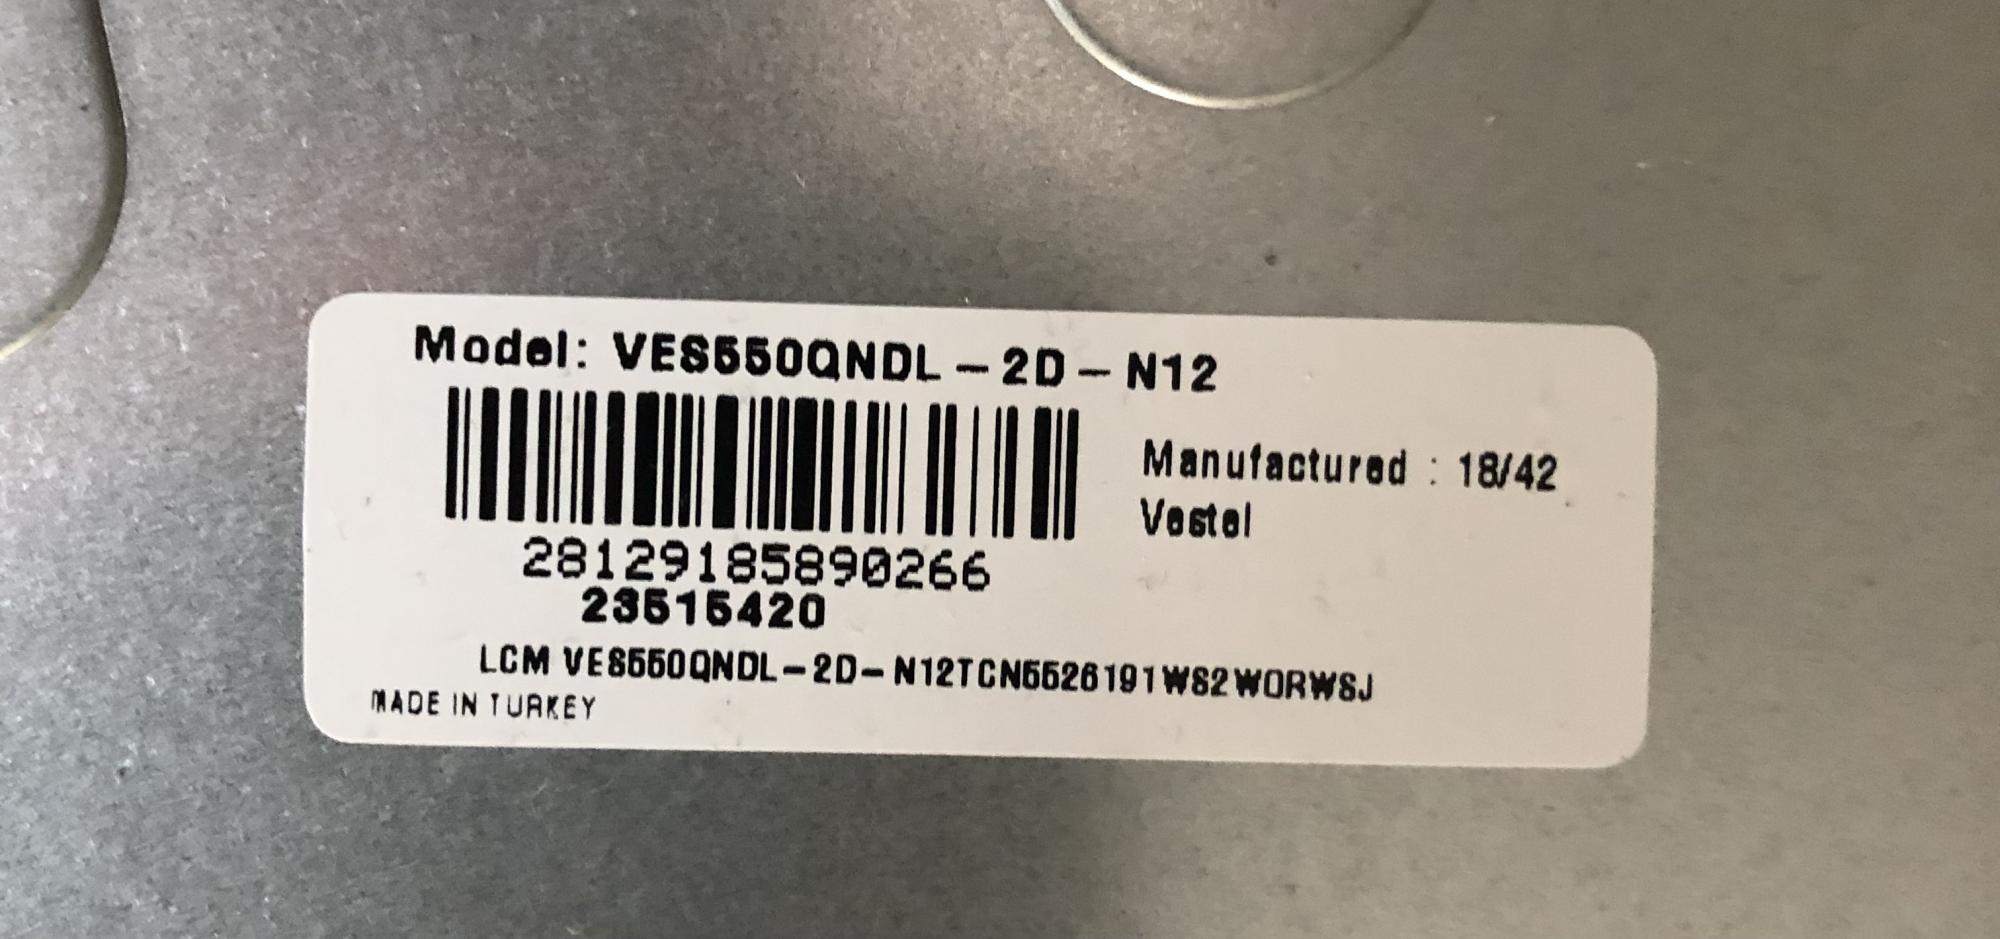 Model: VES550QNDL-2D-N12
Manufactured : 18/42
Vestel
28129185890266
23515420
LCM VES550QNDL-2D-N12TCN5526191WS2WORWSJ
MADE IN TURKEY